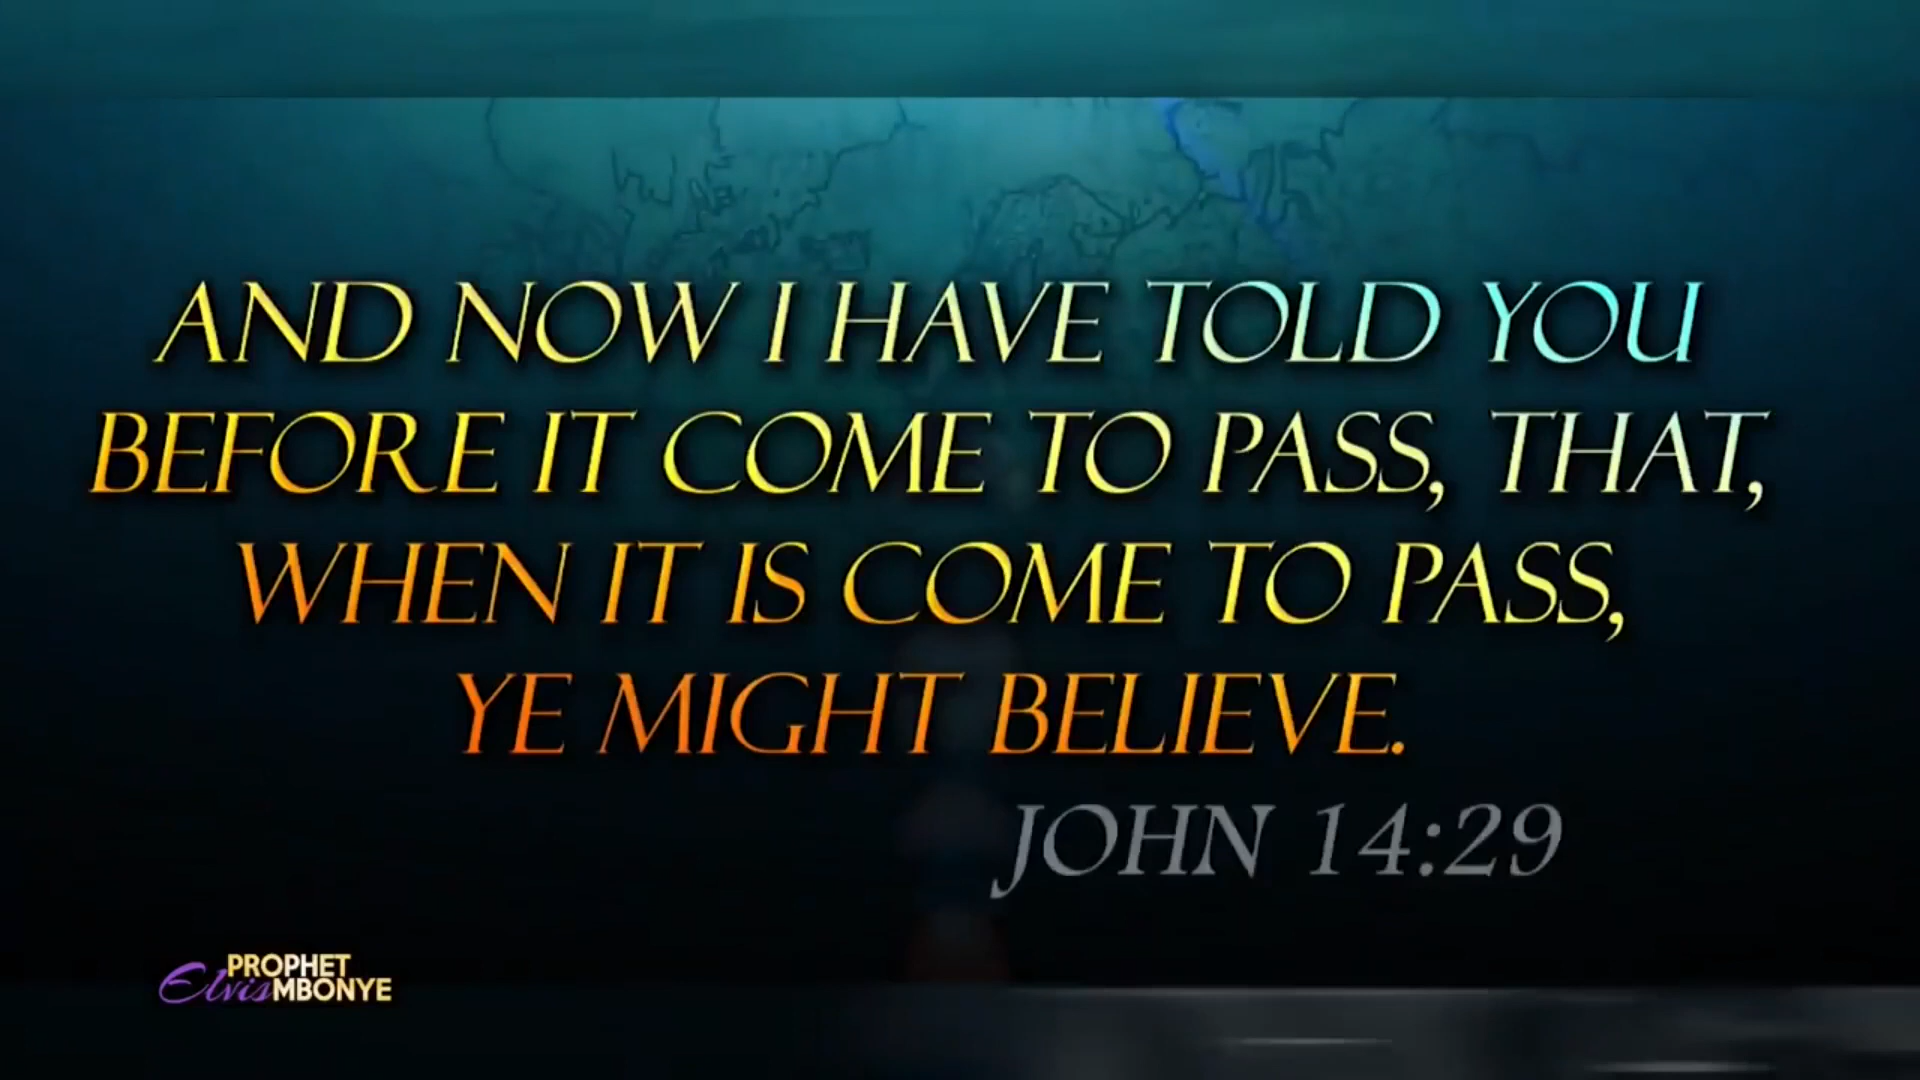 AND NOW I HAVE TOLD YOU
BEFORE IT COME TO PASS, THAT,
WHEN IT IS COME TO PASS,
YE MIGHT BELIEVE.
JOHN 14:29
PROPHET
Elvis MBONYE